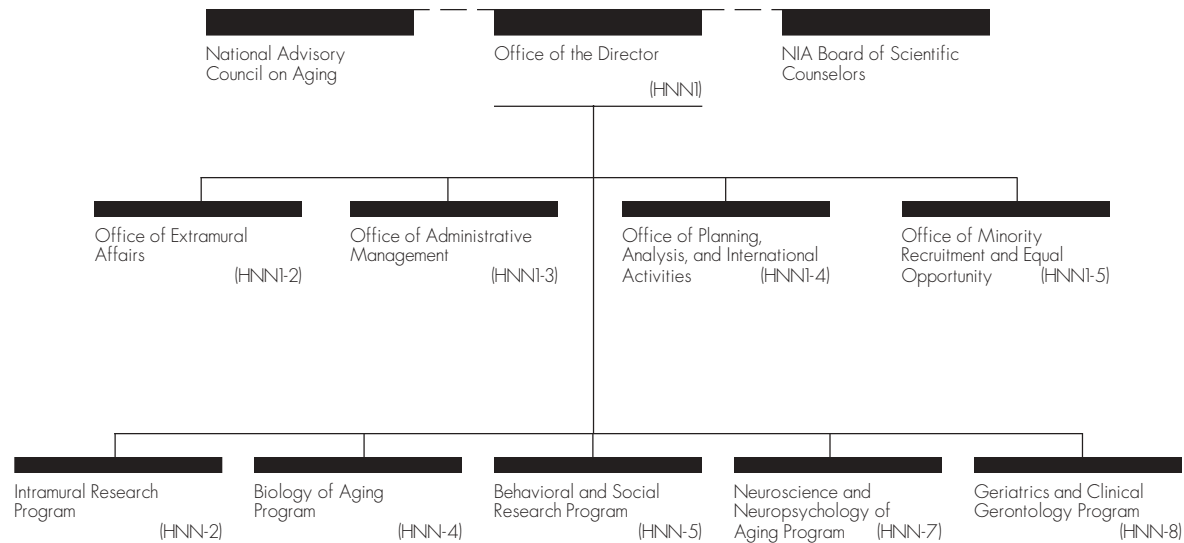 National Advisory
Council on Aging
Office of the Director
(HNN1)
NIA Board of Scientific
Counselors
Office of Extramural
Affairs
(HNN1-2)
Office of Administrative
Management
(HNN1-3)
Office of Planning,
Analysis, and International
Activities (HNN1-4)
Office of Minority
Recruitment and Equal
Opportunity (HNN1-5)
Intramural Research
Program
(HNN-2)
Biology of Aging
Program
(HNN-4)
Behavioral and Social
Research Program
(HNN-5)
Neuroscience and
Neuropsychology of
Aging Program (HNN-7)
Geriatrics and Clinical
Gerontology Program
(HNN-8)